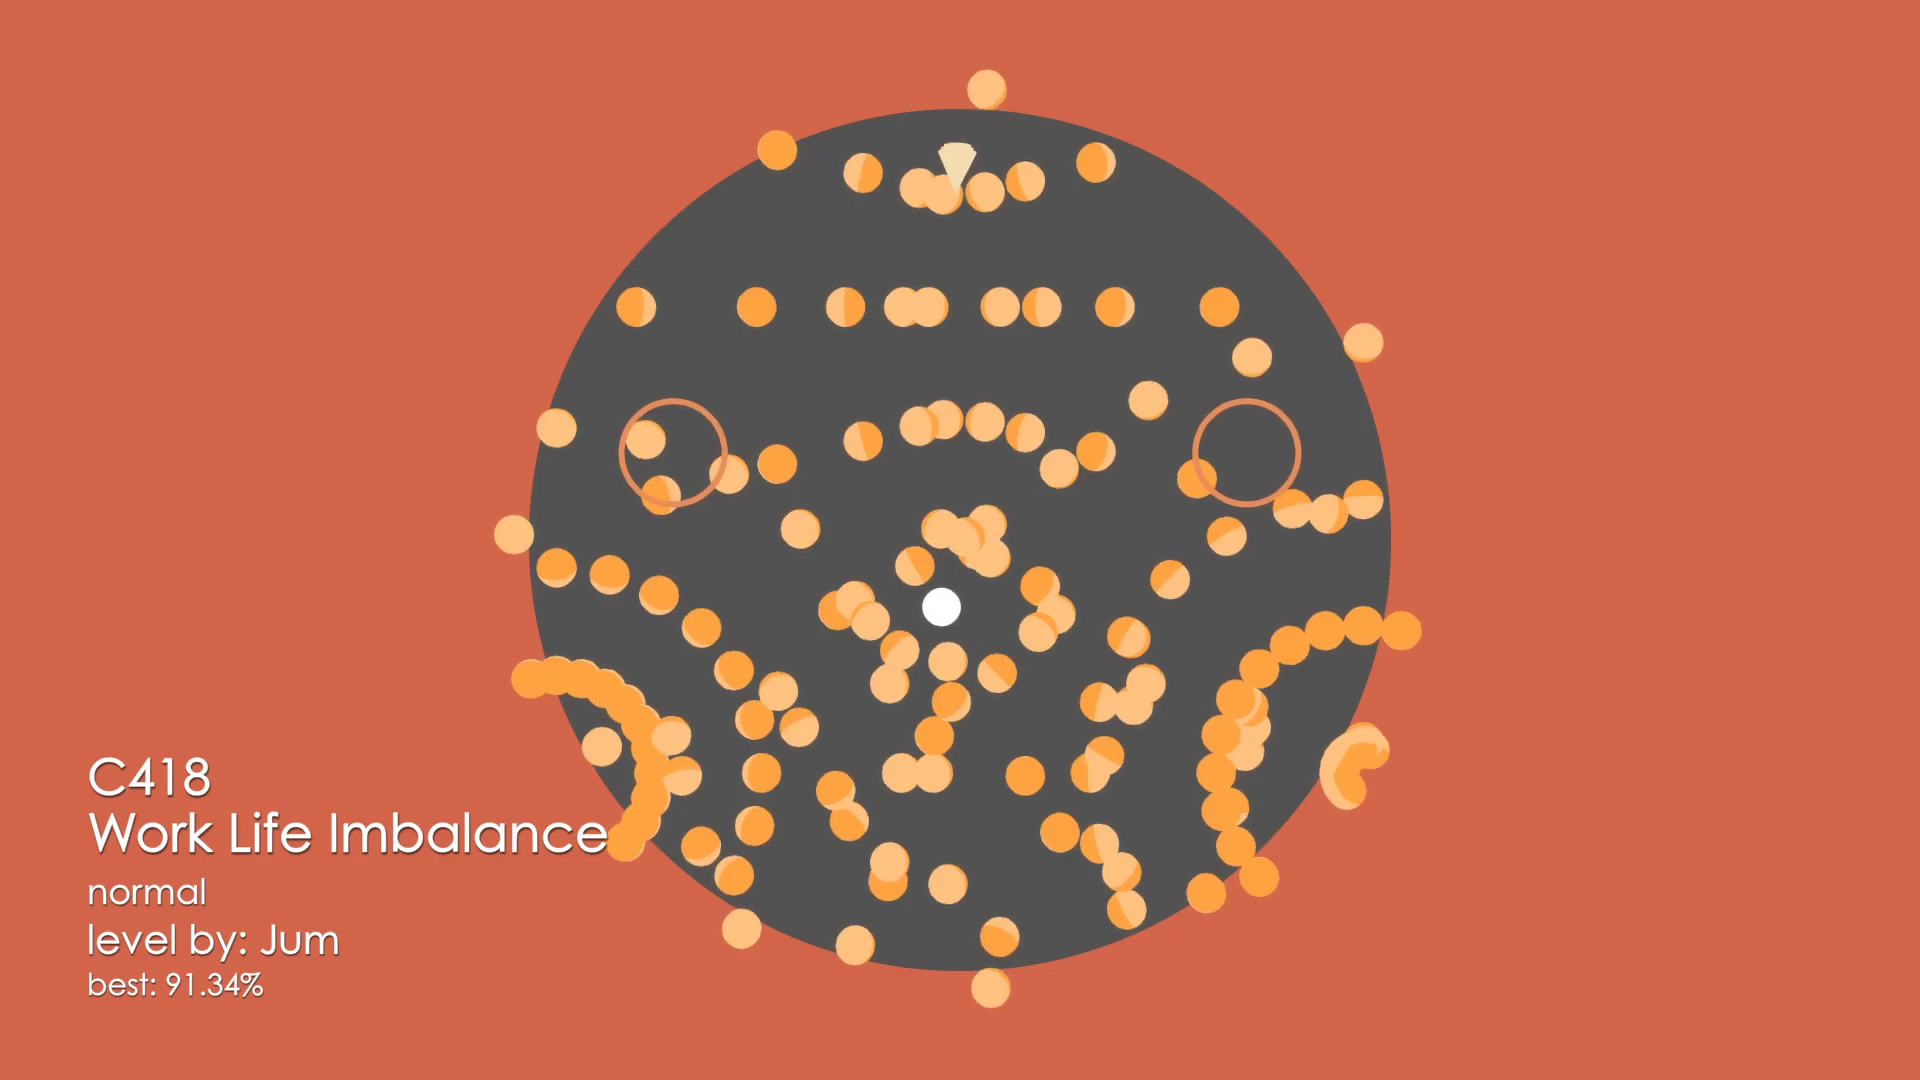 C418
Work Life Imbalance
normal
level by: Jum
best: 91.34%